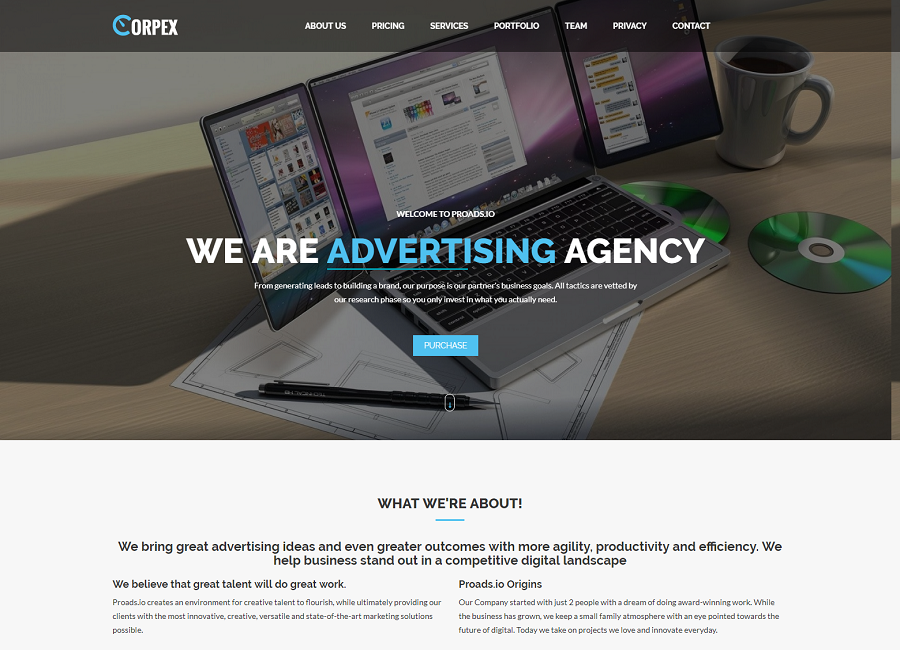 CORPEX
ABOUT US PRICING SERVICES PORTFOLIO TEAM PRIVACY CONTACT
WELCOME TO PROADS.IO
WE ARE ADVERTISING AGENCY
From generating leads to building a brand, our purpose is our partner's business goals. All tactics are vetted by
our research phase so you only invest in what you actually need.
PURCHASE
WHAT WE'RE ABOUT!
We bring great advertising ideas and even greater outcomes with more agility, productivity and efficiency. We
help business stand out in a competitive digital landscape
We believe that great talent will do great work.
Proads.io creates an environment for creative talent to flourish, while ultimately providing our
clients with the most innovative, creative, versatile and state-of-the-art marketing solutions
possible.
Proads.io Origins
Our Company started with just 2 people with a dream of doing award-winning work. While
the business has grown, we keep a small family atmosphere with an eye pointed towards the
future of digital. Today we take on projects we love and innovate everyday.